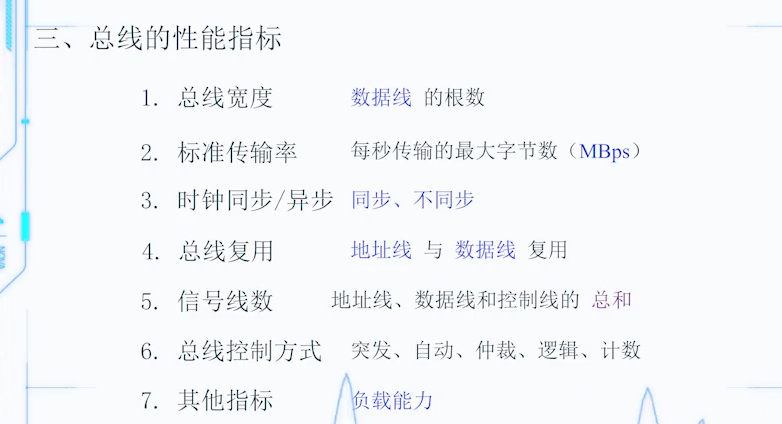 三、总线的性能指标
1. 总线宽度 数据线 的根数
2. 标准传输率 每秒传输的最大字节数（MBps）
3. 时钟同步/异步 同步、不同步
4. 总线复用 地址线 与 数据线 复用
5. 信号线数 地址线、数据线和控制线的 总和
6. 总线控制方式 突发、自动、仲裁、逻辑、计数
7. 其他指标 负载能力